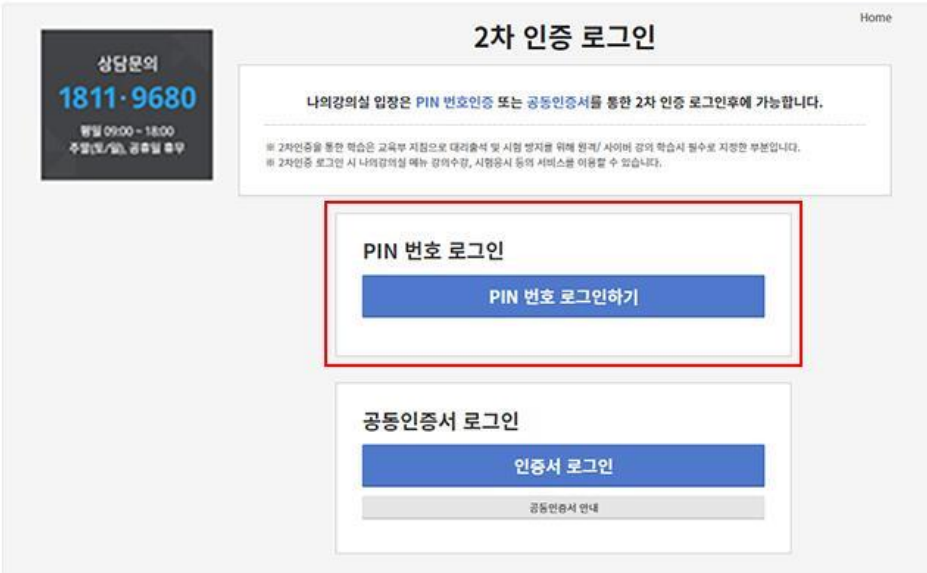 Home
2차 인증 로그인
상담문의
1811·9680
평일 09:00 ~ 18:00
주말(토/일), 공휴일 휴무
나의강의실 입장은 PIN 번호인증 또는 공동인증서를 통한 2차 인증 로그인후에 가능합니다.
※ 2차인증을 통한 학습은 교육부 지침으로 대리출석 및 시험 방지를 위해 원격/ 사이버 강의 학습시 필수로 지정한 부분입니다.
※ 2차인증 로그인 시 나의강의실 메뉴 강의수강, 시험응시 등의 서비스를 이용할 수 있습니다.
PIN 번호 로그인
PIN 번호 로그인하기
공동인증서 로그인
인증서 로그인
공동인증서 안내